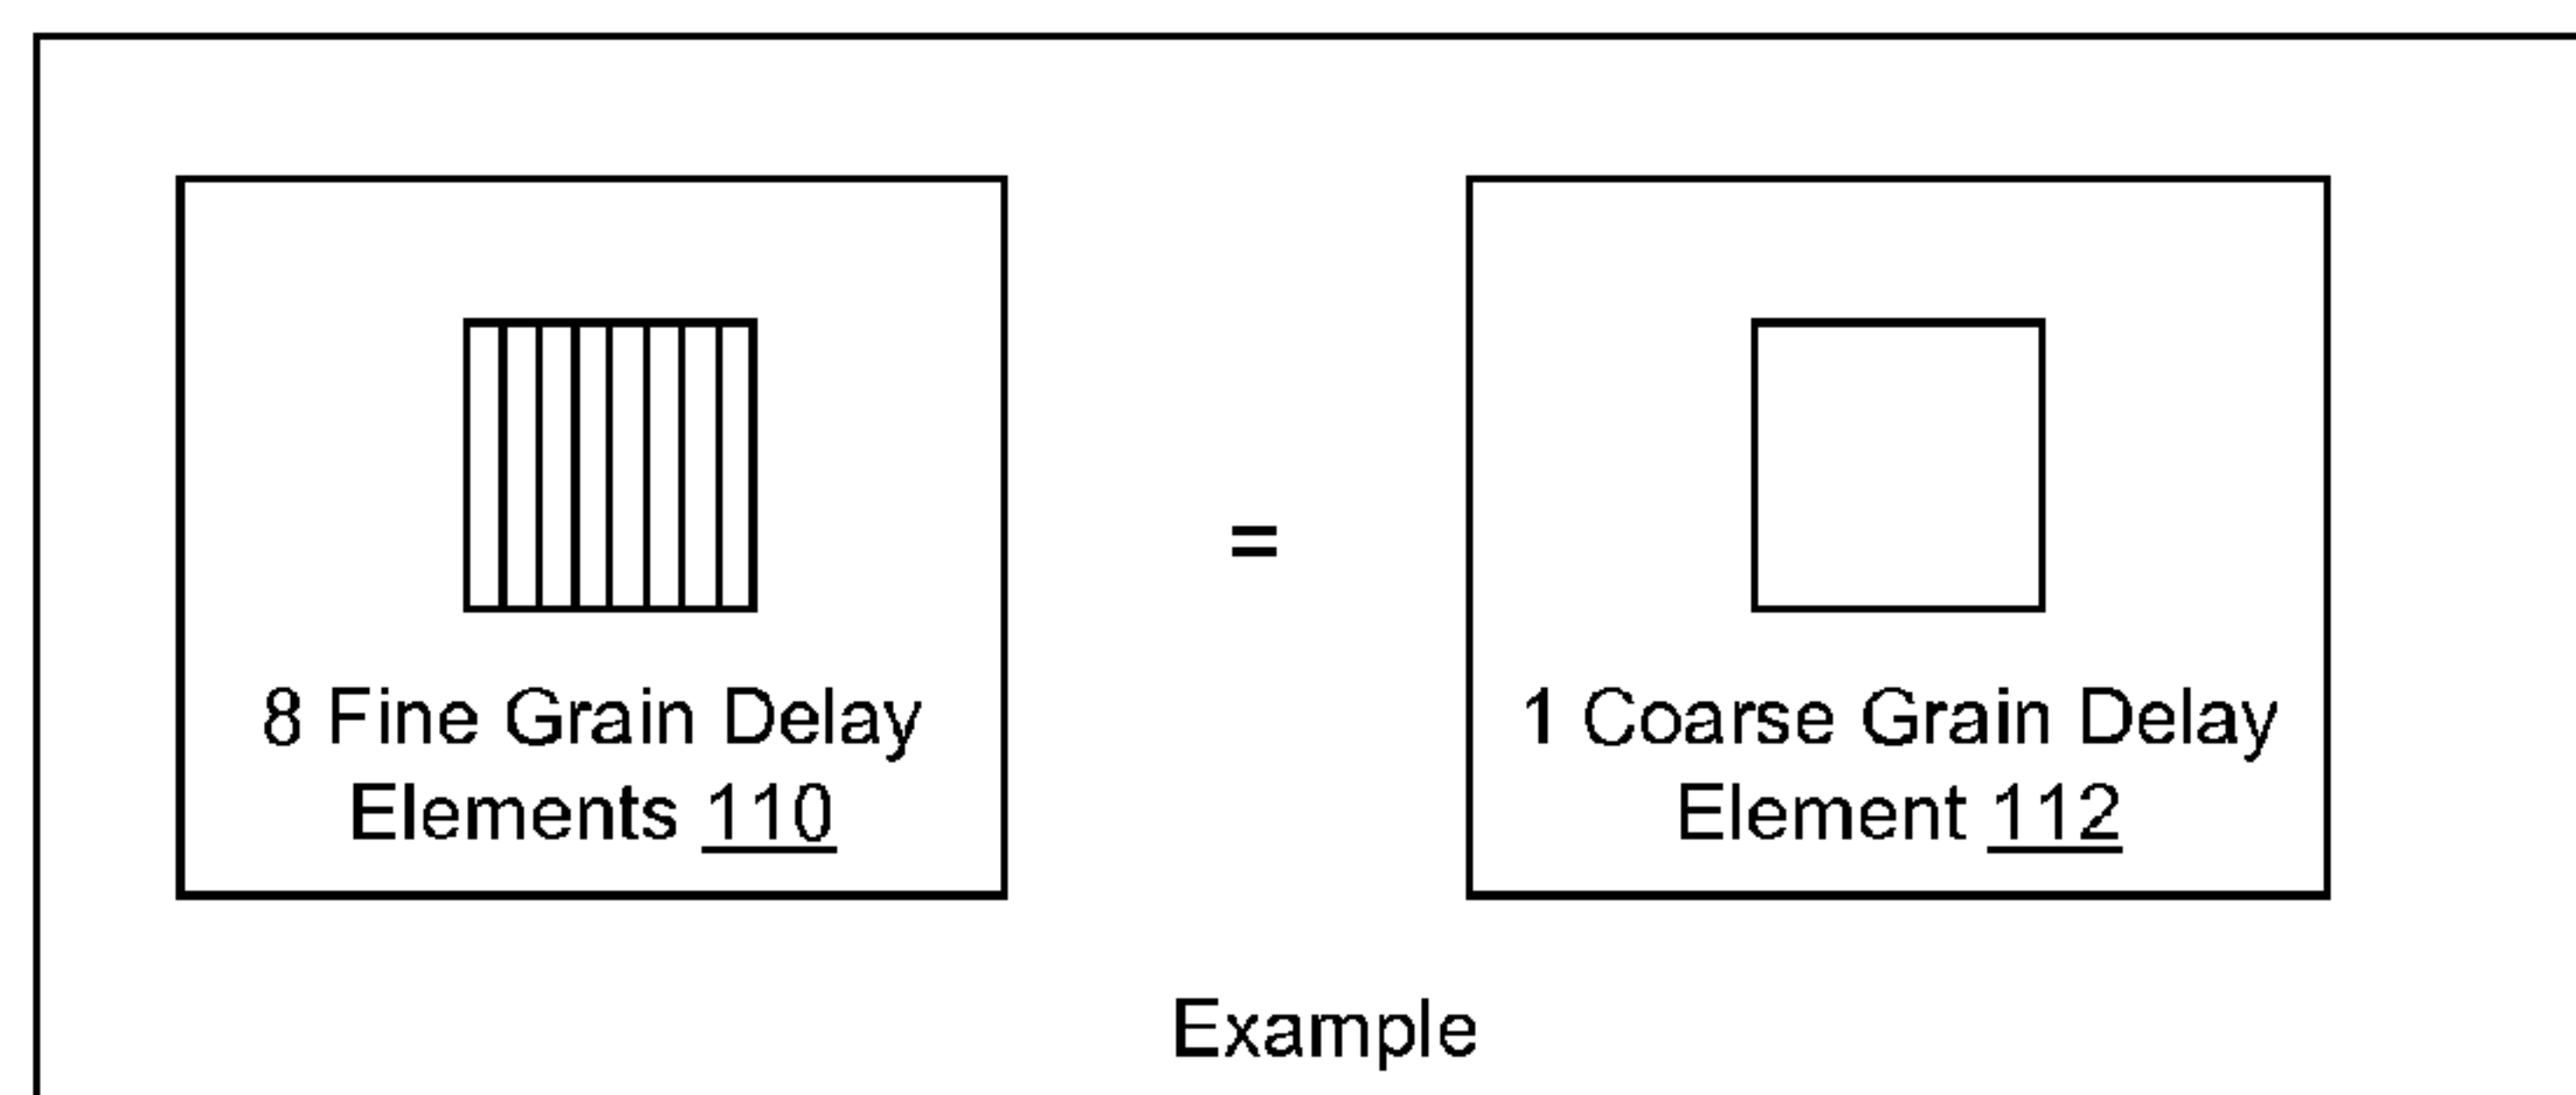 =
8 Fine Grain Delay
Elements 110
1 Coarse Grain Delay
Element 112
Example